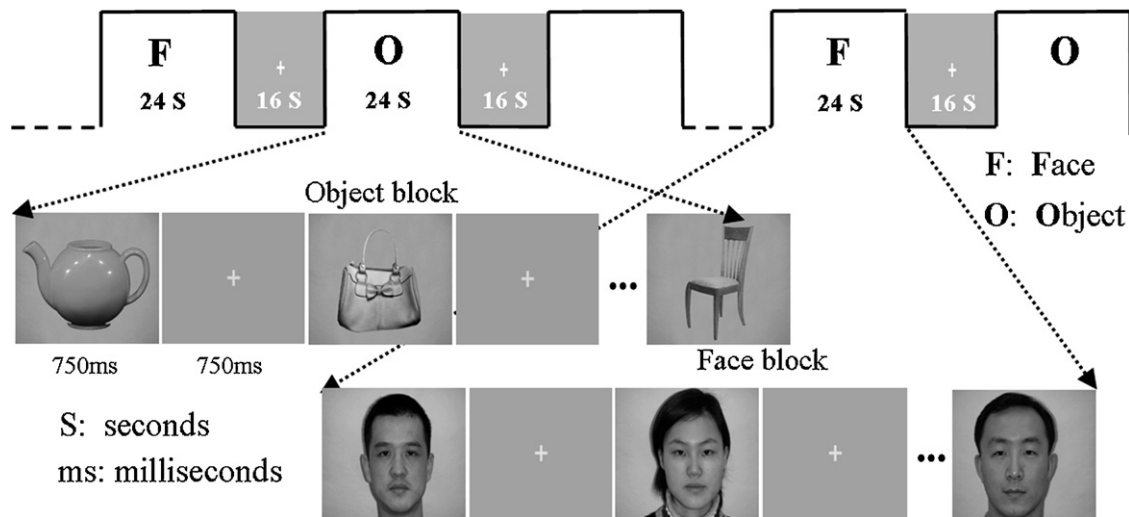 F
24 S
16 S
O
24 S
16 S
F
24 S
16 S
O
F: Face
O: Object
Object block
...
750ms
750ms
Face block
S: seconds
ms: milliseconds
...